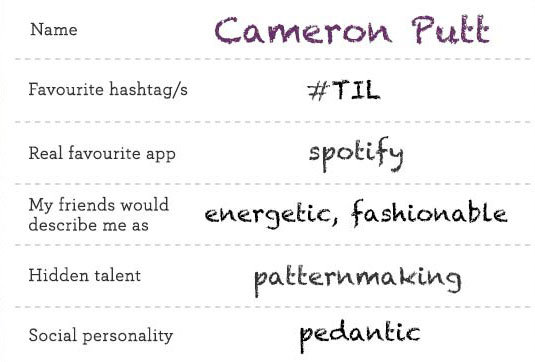 Name Cameron Putt
Favourite hashtag/s #TIL
Real favourite app spotify
My friends would
describe me as energetic, fashionable
Hidden talent patternmaking
Social personality pedantic